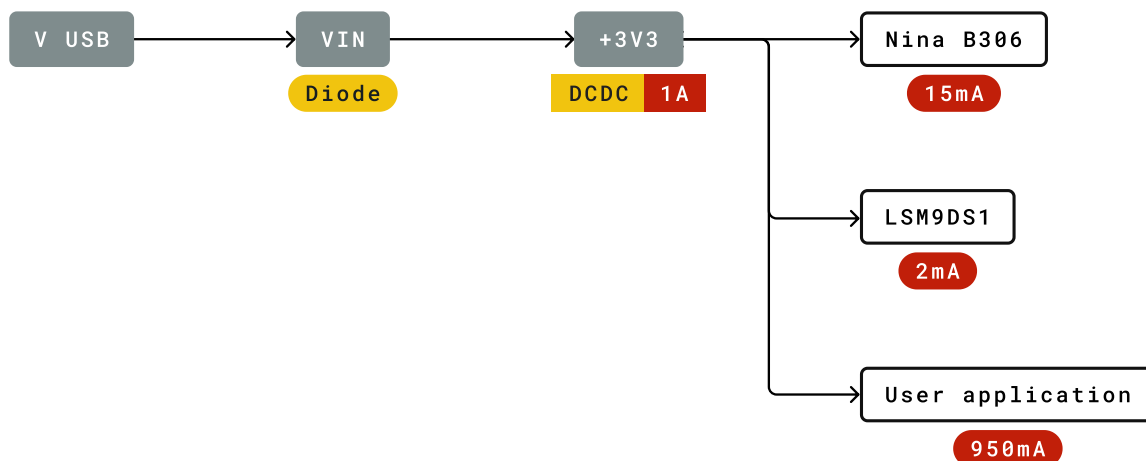 V USB
VIN
+3V3
Nina B306
Diode
DCDC
1A
15mA
LSM9DS1
2mA
User application
950mA